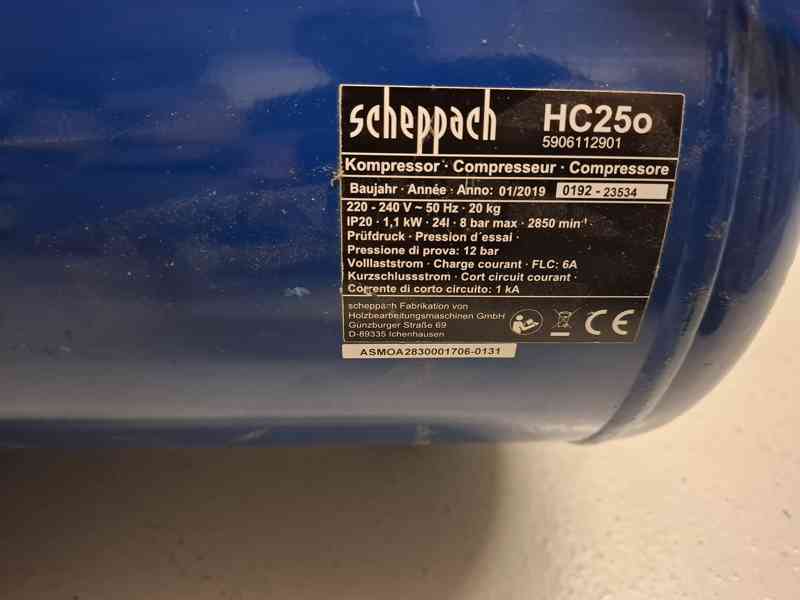 scheppach HC25o
5906112901
Kompressor · Compresseur · Compressore
Baujahr · Année · Anno: 01/2019 0192 - 23534
220 - 240 V ~ 50 Hz · 20 kg
IP20 · 1,1 kW · 24l · 8 bar max · 2850 min⁻¹ ·
Prüfdruck · Pression d´essai ·
Pressione di prova: 12 bar
Volllaststrom · Charge courant · FLC: 6A
Kurzschlussstrom · Cort circuit courant ·
Corrente di corto circuito: 1 kA
scheppach Fabrikation von
Holzbearbeitungsmaschinen GmbH
Günzburger Straße 69
D-89335 Ichenhausen
CE
ASMOA2830001706-0131